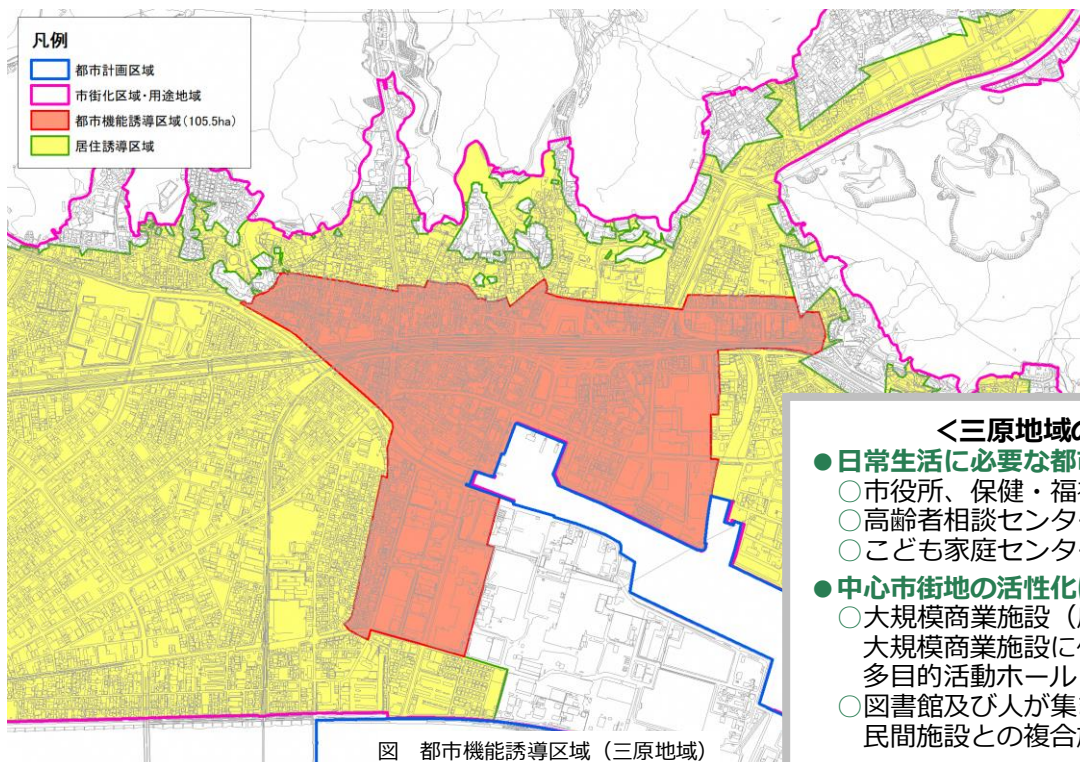 凡例
都市計画区域
市街化区域・用途地域
都市機能誘導区域(105.5ha)
居住誘導区域
<三原地域の
●日常生活に必要な都
○市役所、保健・福
○高齢者相談センタ
○こども家庭センタ
●中心市街地の活性化
○大規模商業施設(
大規模商業施設に
多目的活動ホール
○図書館及び人が集
民間施設との複合
図 都市機能誘導区域(三原地域)